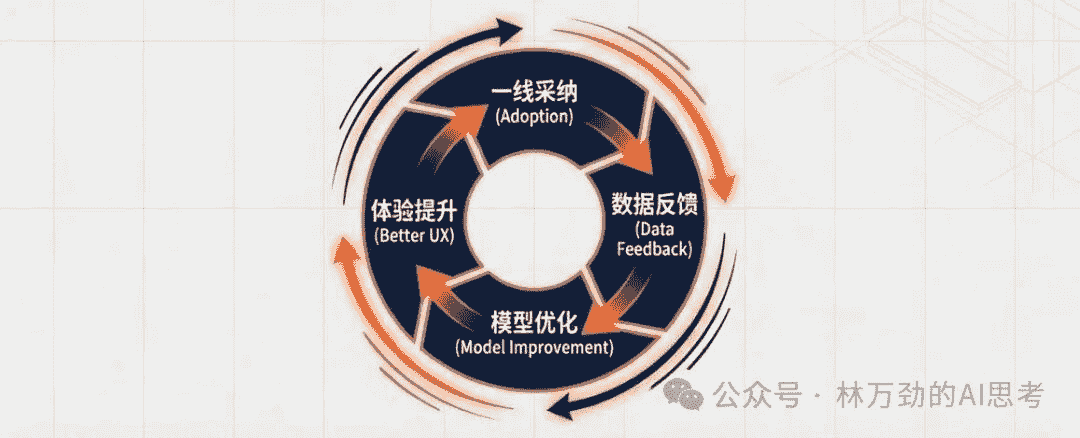 一线采纳
(Adoption)
数据反馈
(Data
Feedback)
模型优化
(Model Improvement)
体验提升
(Better UX)
公众号 · 林万劲的AI思考